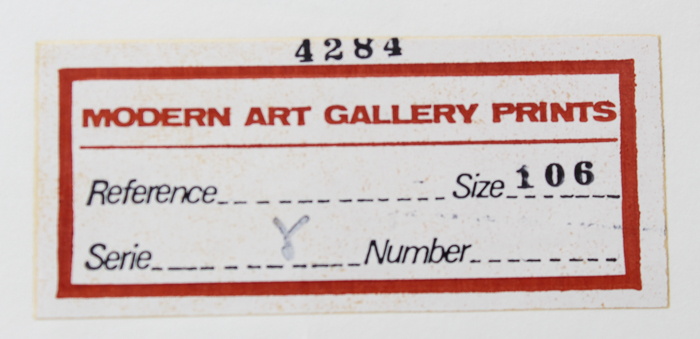 4284
MODERN ART GALLERY PRINTS
Reference Size 106
Serie Y Number